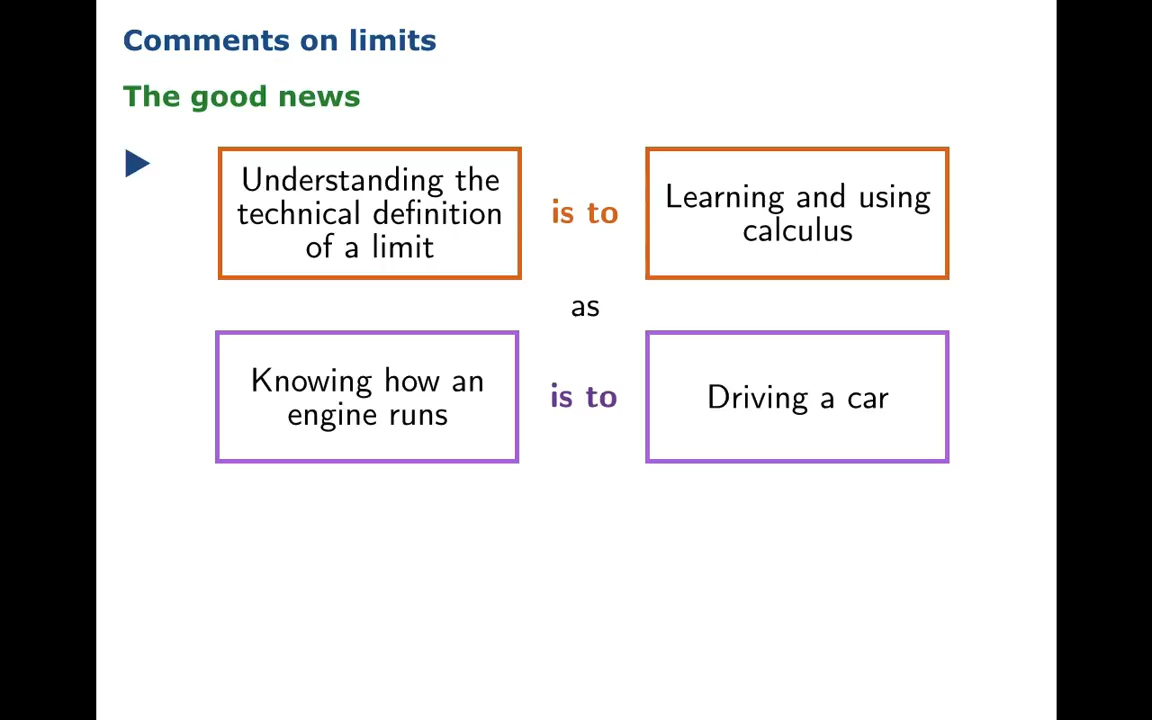 Comments on limits
The good news
Understanding the
technical definition
of a limit
is to
Learning and using
calculus
as
Knowing how an
engine runs
is to
Driving a car